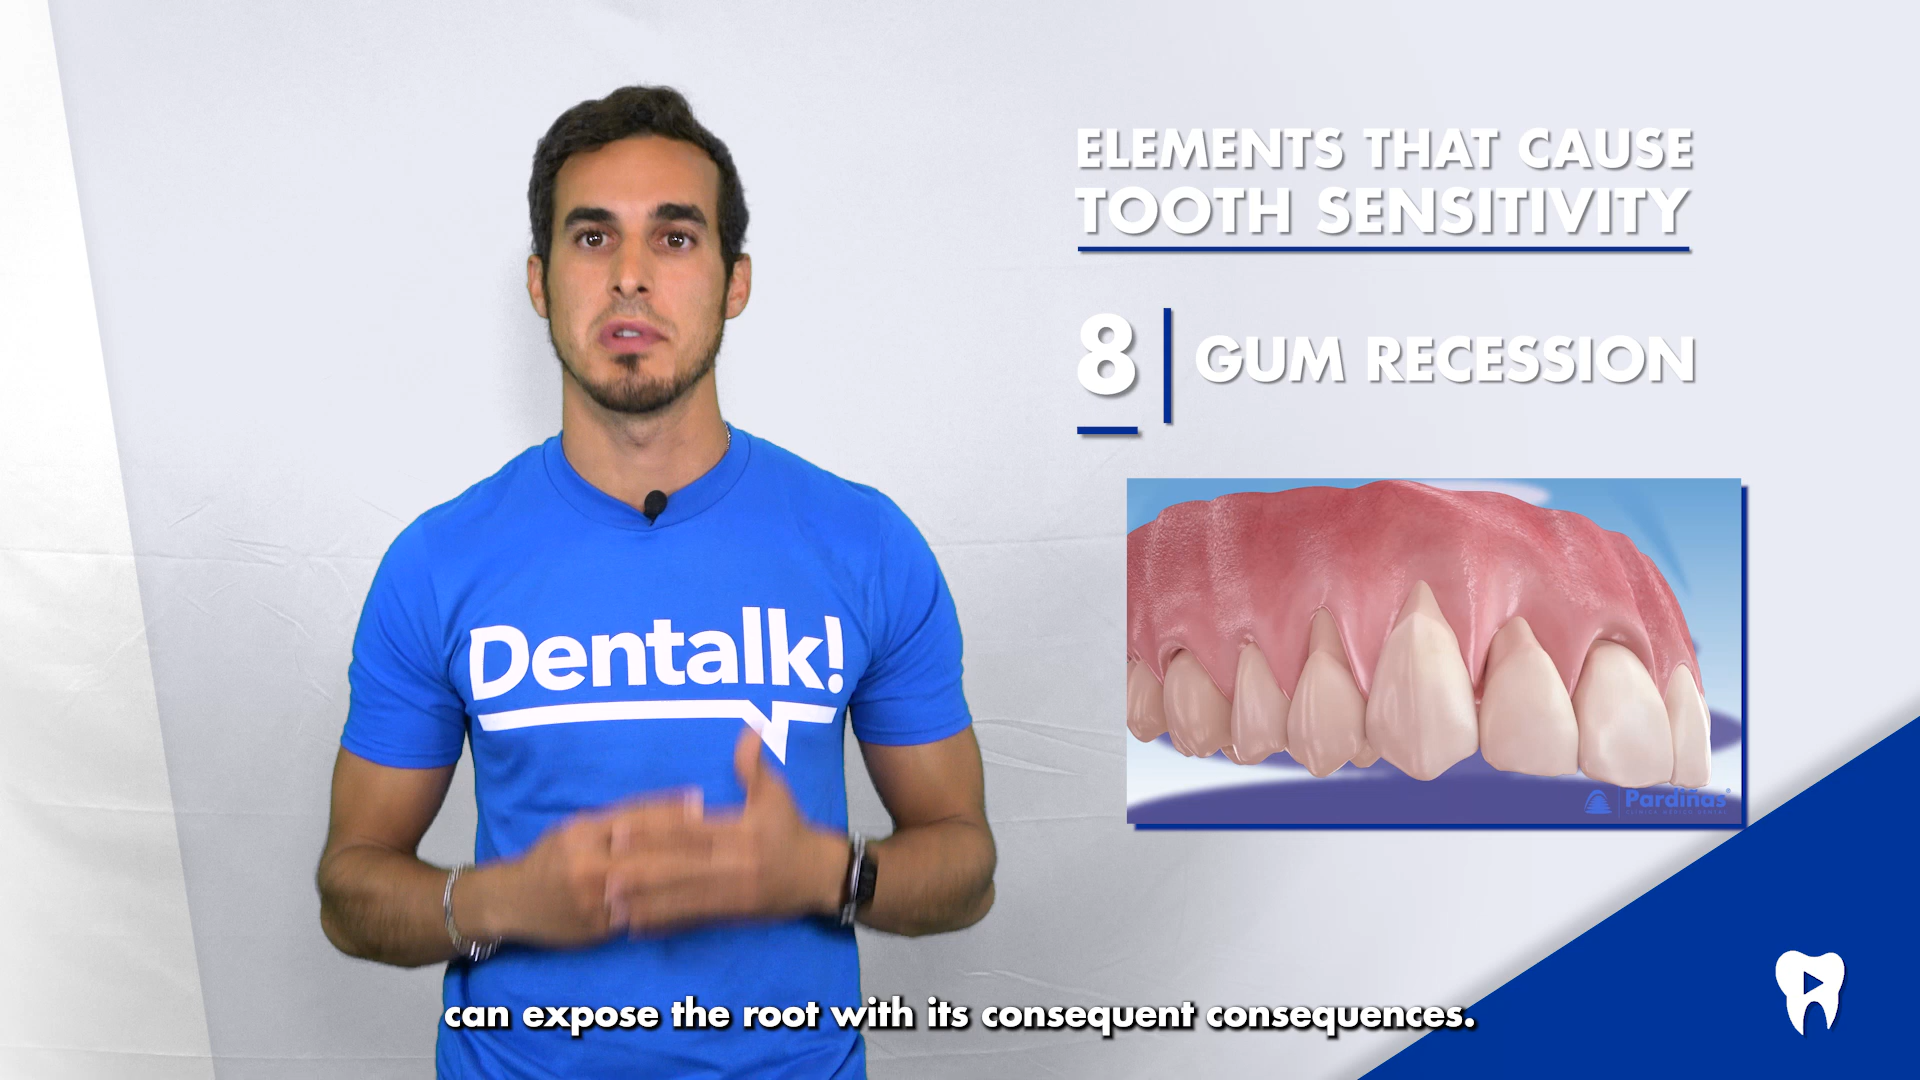 ELEMENTS THAT CAUSE
TOOTH SENSITIVITY
8
GUM RECESSION
Dentalk!
Pardiñas
can expose the root with its consequent consequences.